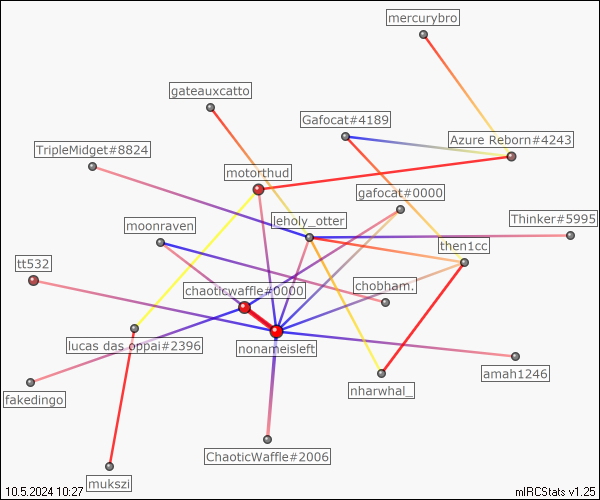 mercurybro
gateauxcatto
Gafocat#4189
Azure Reborn#4243
TripleMidget#8824
motorthud
gafocat#0000
leholy_otter
Thinker#5995
moonraven
then1cc
tt532
chaoticwaffle#0000
chobham.
lucas das oppai#2396
nonameisleft
amah1246
nharwhal_
fakedingo
ChaoticWaffle#2006
mukszi
10.5.2024 10:27
mIRCStats v1.25